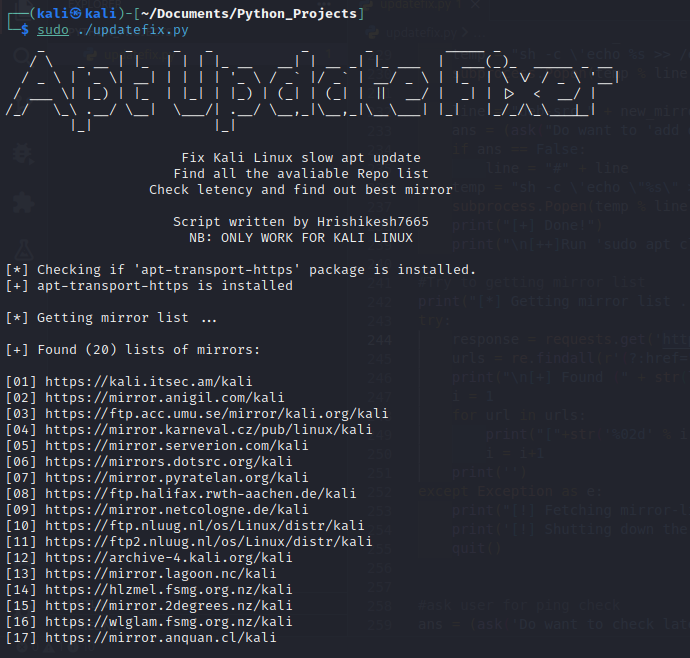 (kali㉿kali)-[~/Documents/Python_Projects]
$ sudo ./updatefix.py
Apt Update Fixer
Fix Kali Linux slow apt update
Find all the avaliable Repo list
Check letency and find out best mirror
Script written by Hrishikesh7665
NB: ONLY WORK FOR KALI LINUX
[*] Checking if 'apt-transport-https' package is installed.
[+] apt-transport-https is installed
[*] Getting mirror list ...
[+] Found (20) lists of mirrors:
[01] https://kali.itsec.am/kali
[02] https://mirror.anigil.com/kali
[03] https://ftp.acc.umu.se/mirror/kali.org/kali
[04] https://mirror.karneval.cz/pub/linux/kali
[05] https://mirror.serverion.com/kali
[06] https://mirrors.dotsrc.org/kali
[07] https://mirror.pyratelan.org/kali
[08] https://ftp.halifax.rwth-aachen.de/kali
[09] https://mirror.netcologne.de/kali
[10] https://ftp.nluug.nl/os/Linux/distr/kali
[11] https://ftp2.nluug.nl/os/Linux/distr/kali
[12] https://archive-4.kali.org/kali
[13] https://mirror.lagoon.nc/kali
[14] https://hlzmel.fsmg.org.nz/kali
[15] https://mirror.2degrees.nz/kali
[16] https://wlglam.fsmg.org.nz/kali
[17] https://mirror.anquan.cl/kali